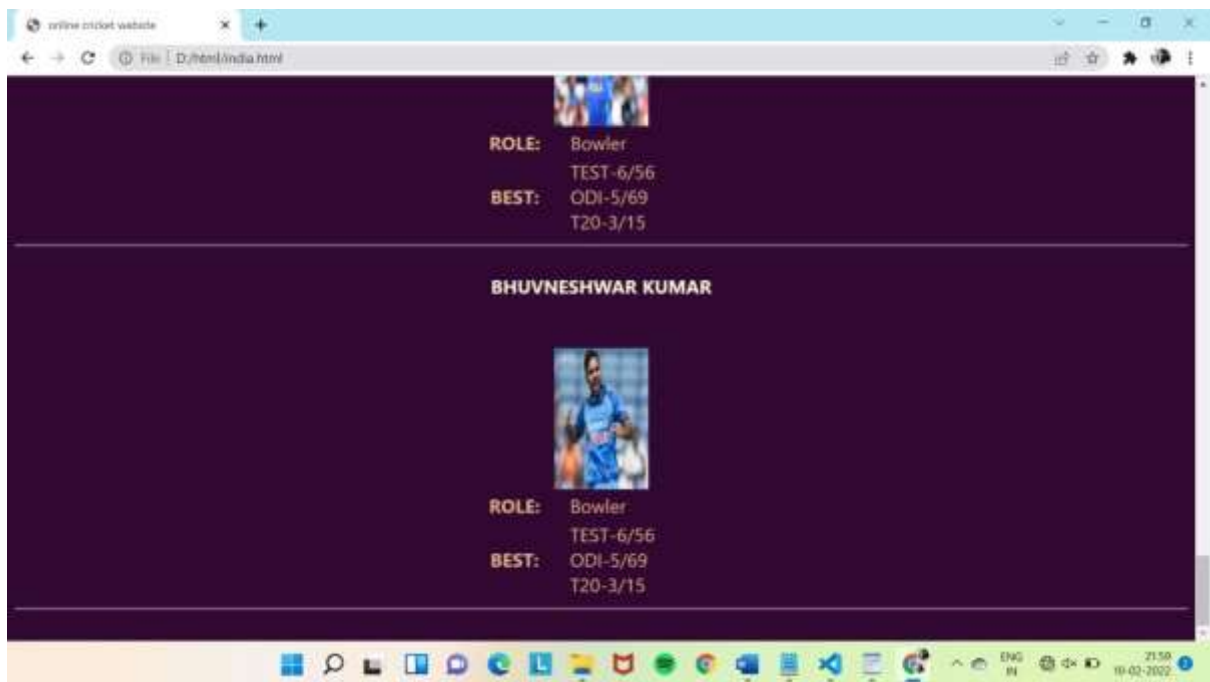 online cricket website
File D:/html/india.html
ROLE: Bowler
TEST-6/56
BEST: ODI-5/69
T20-3/15
BHUVNESHWAR KUMAR
ROLE: Bowler
TEST-6/56
BEST: ODI-5/69
T20-3/15
ENG
IN
21:59
-02-2022